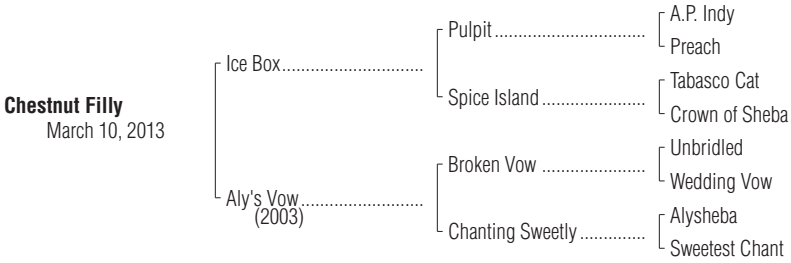 A.P. Indy
Pulpit..............................
Preach
Ice Box............................
Tabasco Cat
Spice Island.....................
Crown of Sheba
Chestnut Filly
March 10, 2013
Unbridled
Broken Vow .....................
Wedding Vow
Aly's Vow........................
(2003)
Alysheba
Chanting Sweetly .............
Sweetest Chant